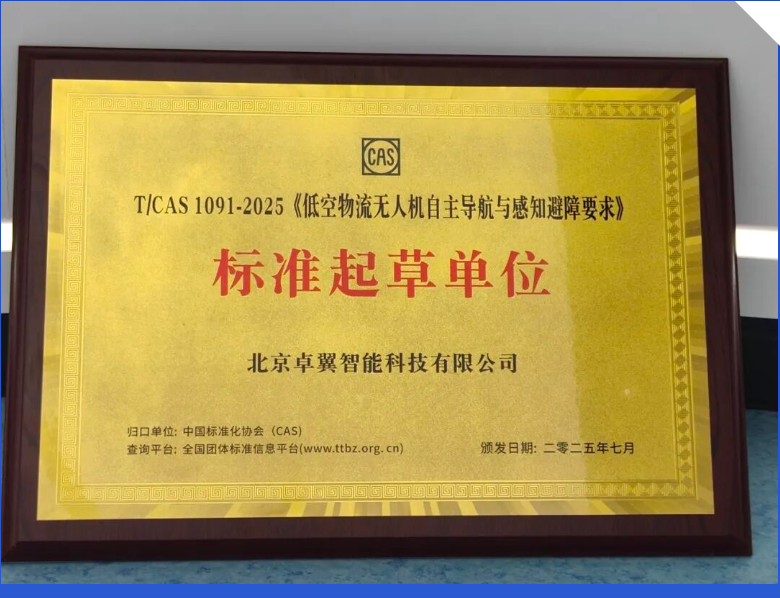 CAS
T/CAS 1091-2025《低空物流无人机自主导航与感知避障要求》
标准起草单位
北京卓翼智能科技有限公司
归口单位: 中国标准化协会（CAS)
查询平台: 全国团体标准信息平台(www.ttbz.org.cn)
颁发日期: 二零二五年七月